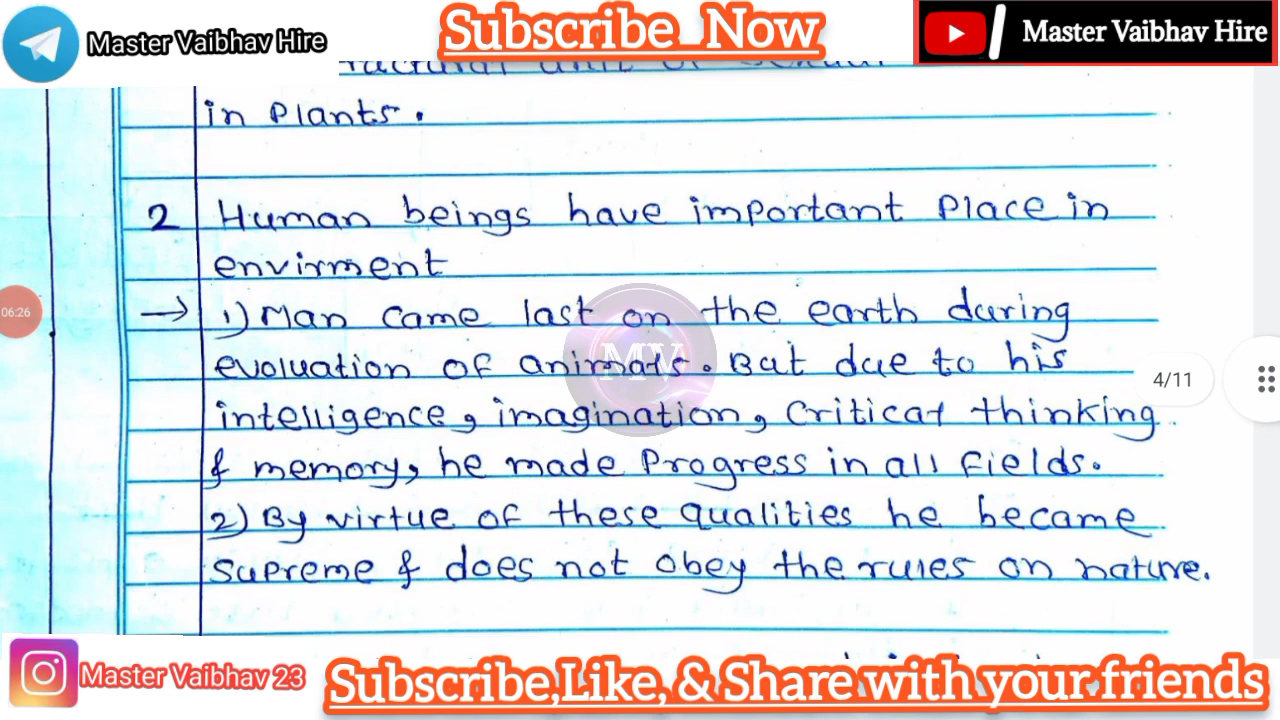 Master Vaibhav Hire
Subscribe Now
Master Vaibhav Hire
unit of
in Plants.
2 Human beings have important Place in
envirment
→ 1) Man came last on the earth during
evoluation of animals. But due to his
intelligence, imagination, Critical thinking
& memory, he made Progress in all fields.
2) By virtue of these qualities he became
Supreme & does not obey the rules on nature.
MV
06:26
4/11
Master Vaibhav 23
Subscribe,Like, & Share with your friends